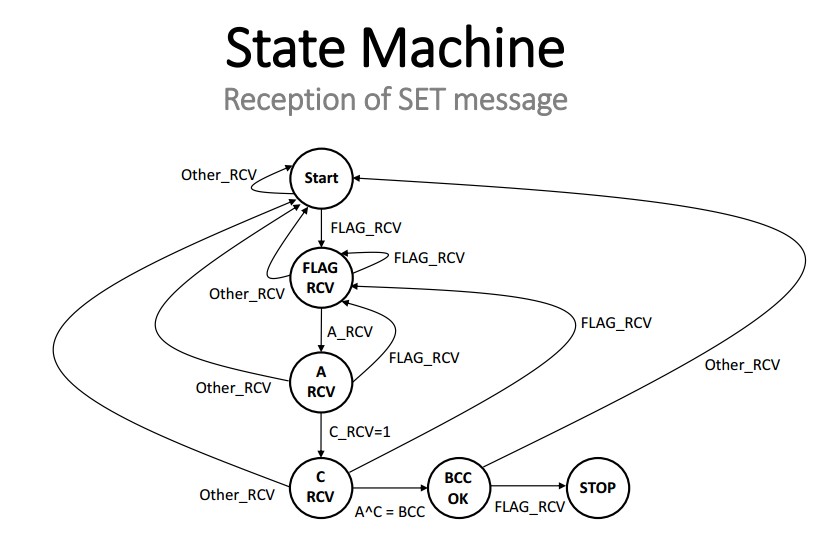 State Machine
Reception of SET message
Other_RCV
Start
FLAG_RCV
FLAG
RCV
FLAG_RCV
Other_RCV
A_RCV
FLAG_RCV
FLAG_RCV
A
RCV
Other_RCV
Other_RCV
C_RCV=1
C
RCV
Other_RCV
A^C = BCC
BCC
OK
FLAG_RCV
STOP